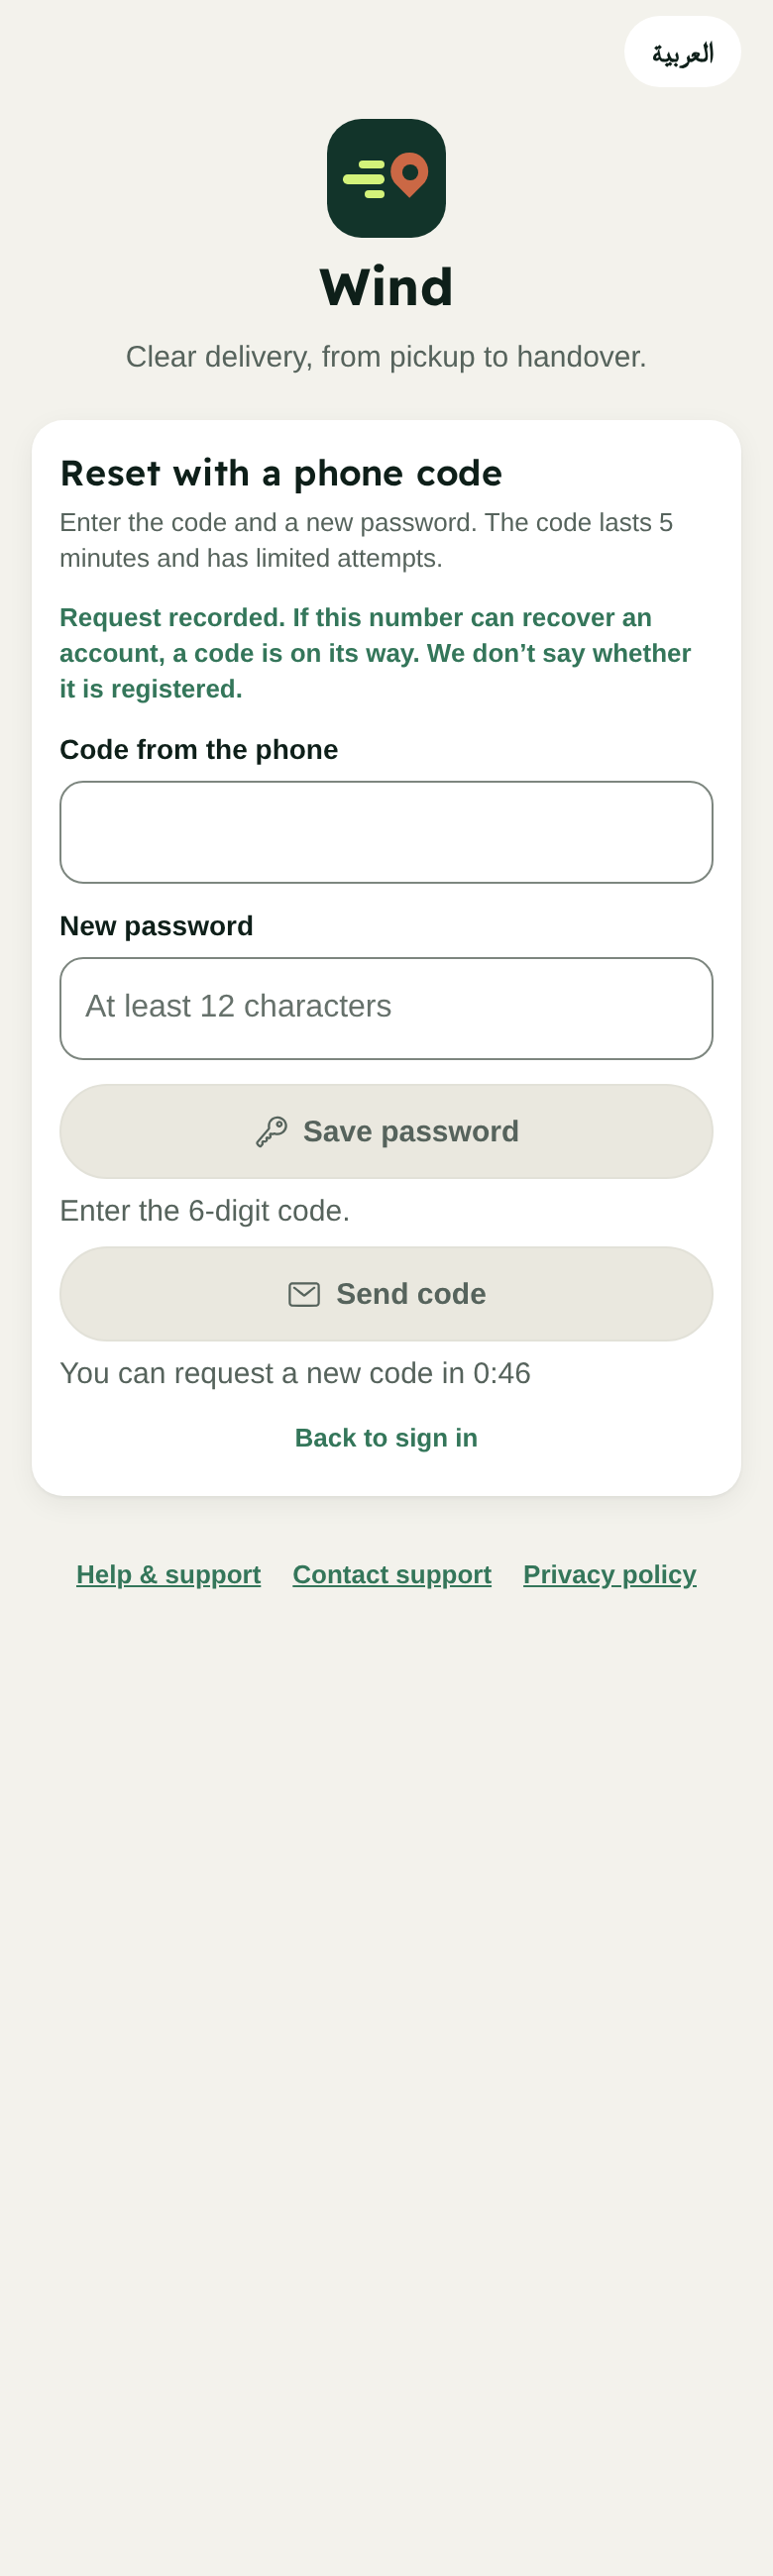 العربية
Wind
Clear delivery, from pickup to handover.
Reset with a phone code
Enter the code and a new password. The code lasts 5
minutes and has limited attempts.
Request recorded. If this number can recover an
account, a code is on its way. We don’t say whether
it is registered.
Code from the phone
New password
At least 12 characters
Save password
Enter the 6-digit code.
Send code
You can request a new code in 0:46
Back to sign in
Help & support Contact support Privacy policy